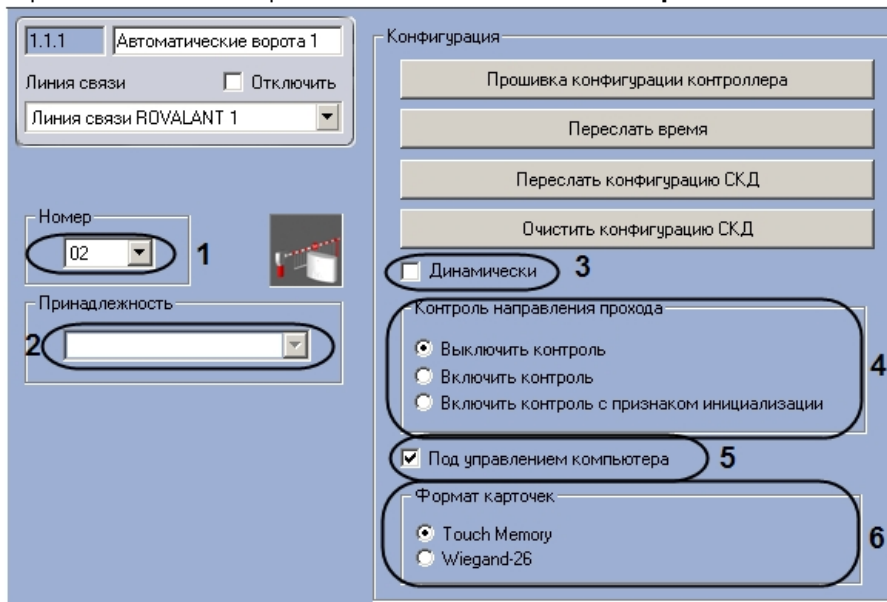 1.1.1 Автоматические ворота 1
Линия связи Отключить
Линия связи ROVALANT 1
Номер
02 1
Принадлежность
2
Конфигурация
Прошивка конфигурации контроллера
Переслать время
Переслать конфигурацию СКД
Очистить конфигурацию СКД
Динамически 3
Контроль направления прохода
Выключить контроль
Включить контроль
Включить контроль с признаком инициализации
4
Под управлением компьютера 5
Формат карточек
Touch Memory
Wiegand-26
6